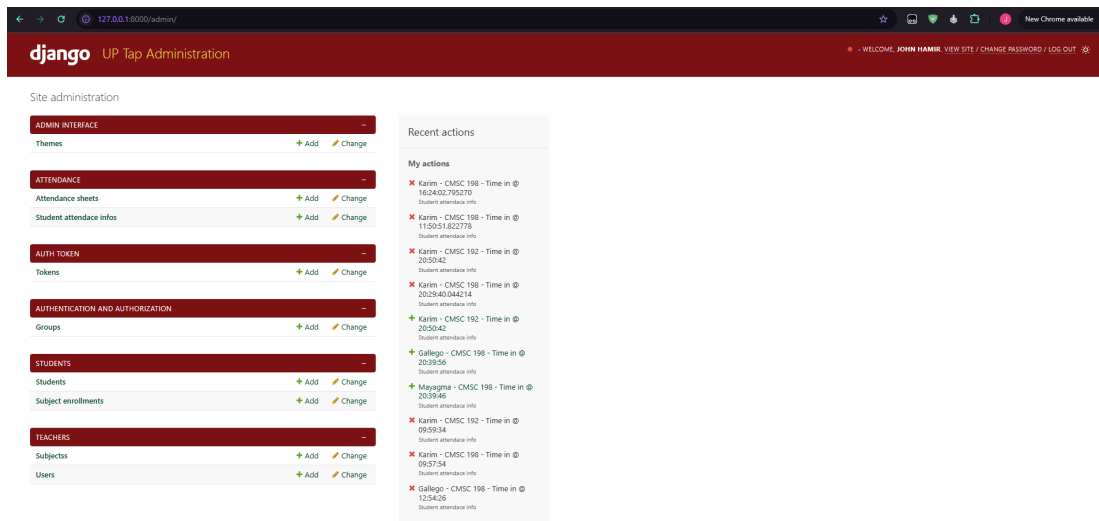 127.0.0.1:8000/admin/
J
New Chrome available
django UP Tap Administration
- WELCOME, JOHN HAMIR. VIEW SITE / CHANGE PASSWORD / LOG OUT
Site administration
ADMIN INTERFACE
Themes + Add Change
ATTENDANCE
Attendance sheets + Add Change
Student attendace infos + Add Change
AUTH TOKEN
Tokens + Add Change
AUTHENTICATION AND AUTHORIZATION
Groups + Add Change
STUDENTS
Students + Add Change
Subject enrollments + Add Change
TEACHERS
Subjectss + Add Change
Users + Add Change
Recent actions
My actions
Karim - CMSC 198 - Time in @
16:24:02.795270
Student attendace info
Karim - CMSC 198 - Time in @
11:50:51.822778
Student attendace info
Karim - CMSC 192 - Time in @
20:50:42
Student attendace info
Karim - CMSC 198 - Time in @
20:29:40.044214
Student attendace info
Karim - CMSC 192 - Time in @
20:50:42
Student attendace info
Gallego - CMSC 198 - Time in @
20:39:56
Student attendace info
Mayagma - CMSC 198 - Time in @
20:39:46
Student attendace info
Karim - CMSC 192 - Time in @
09:59:34
Student attendace info
Karim - CMSC 198 - Time in @
09:57:54
Student attendace info
Gallego - CMSC 198 - Time in @
12:54:26
Student attendace info